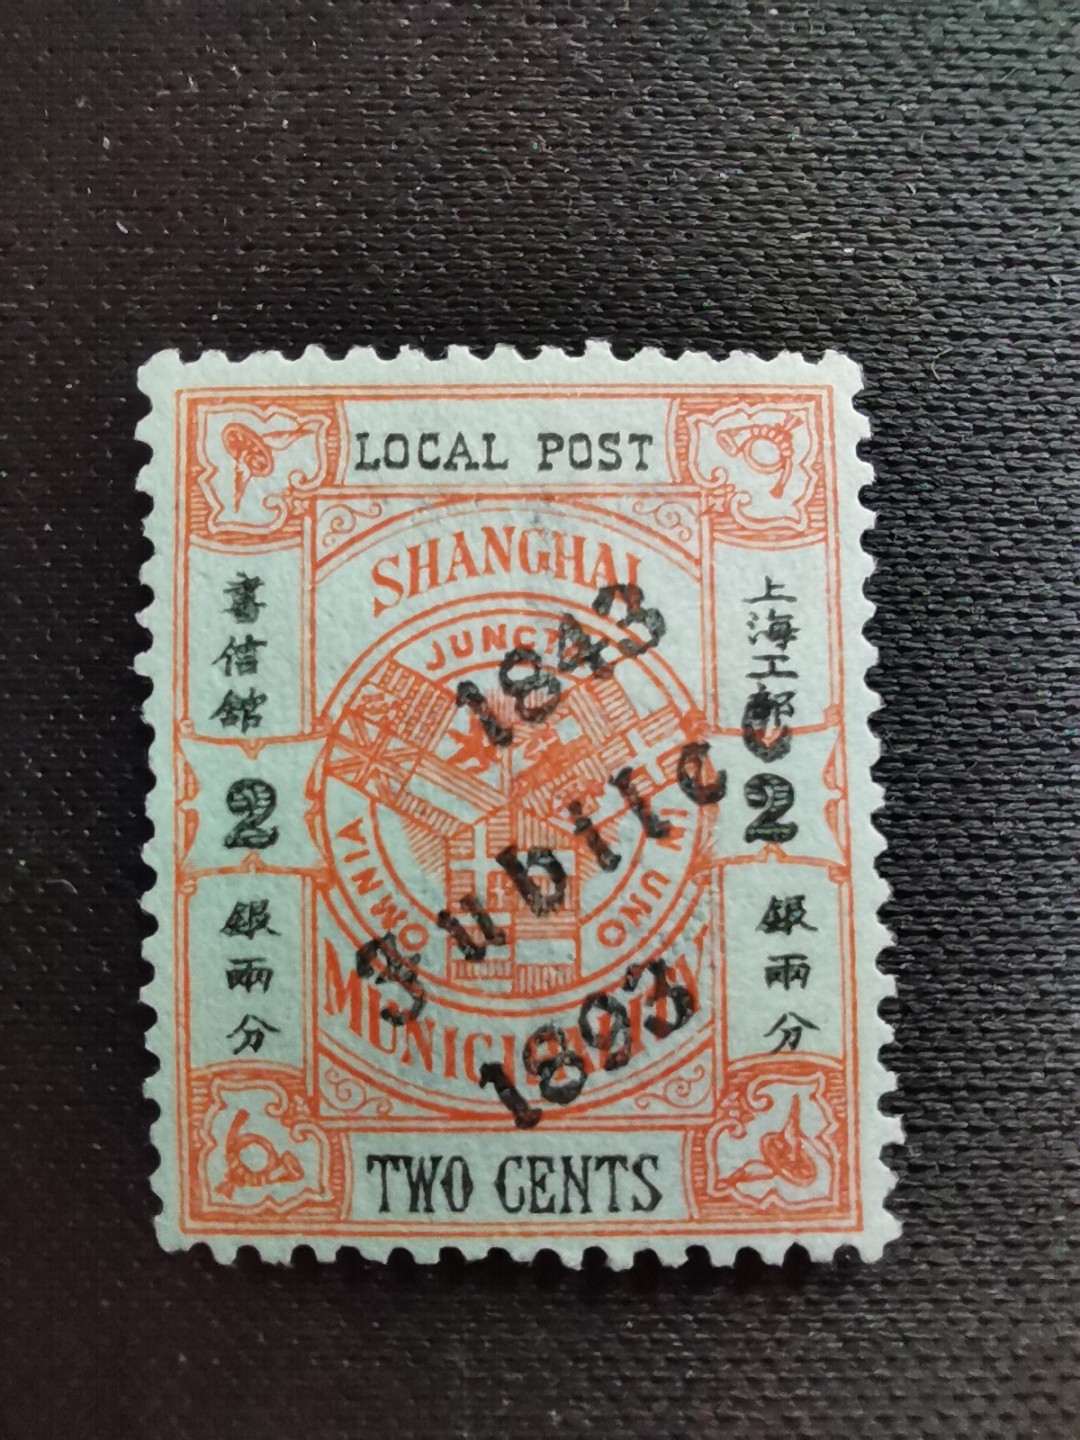 LOCAL POST
SHANGHAI
MUNICIPALITY
OMNIA JUNCTA IN UNO
1843
Jubilee
1893
書信館
2
銀兩分
上海工部
2
銀兩分
TWO CENTS